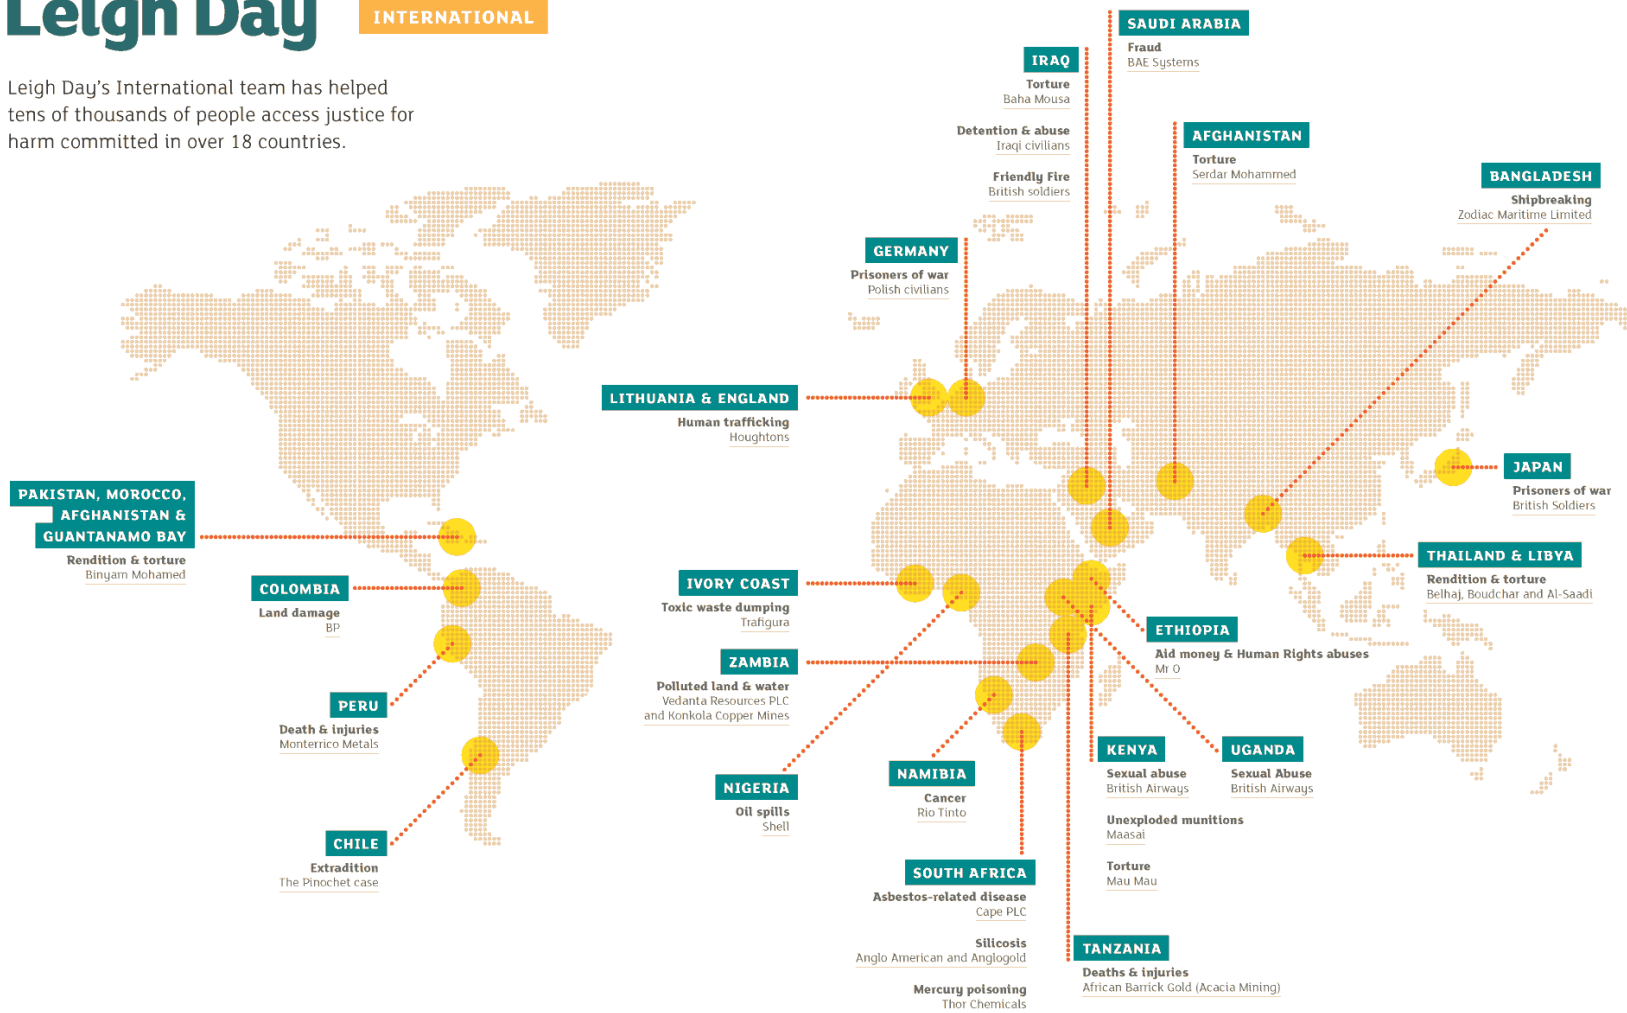 Leigh Day
INTERNATIONAL
Leigh Day's International team has helped
tens of thousands of people access justice for
harm committed in over 18 countries.
SAUDI ARABIA
Fraud
BAE Systems
IRAQ
Torture
Baha Mousa
Detention & abuse
Iraqi civilians
Friendly Fire
British soldiers
AFGHANISTAN
Torture
Serdar Mohammed
BANGLADESH
Shipbreaking
Zodiac Maritime Limited
GERMANY
Prisoners of war
Polish civilians
LITHUANIA & ENGLAND
Human trafficking
Houghtons
JAPAN
Prisoners of war
British Soldiers
PAKISTAN, MOROCCO,
AFGHANISTAN &
GUANTANAMO BAY
Rendition & torture
Binyam Mohamed
THAILAND & LIBYA
Rendition & torture
Belhaj, Boudchar and Al-Saadi
COLOMBIA
Land damage
BP
IVORY COAST
Toxic waste dumping
Trafigura
ETHIOPIA
Aid money & Human Rights abuses
Mr O
ZAMBIA
Polluted land & water
Vedanta Resources PLC
and Konkola Copper Mines
PERU
Death & injuries
Monterrico Metals
NIGERIA
Oil spills
Shell
NAMIBIA
Cancer
Rio Tinto
KENYA
Sexual abuse
British Airways
Unexploded munitions
Maasai
Torture
Mau Mau
UGANDA
Sexual Abuse
British Airways
CHILE
Extradition
The Pinochet case
SOUTH AFRICA
Asbestos-related disease
Cape PLC
Silicosis
Anglo American and Anglogold
Mercury poisoning
Thor Chemicals
TANZANIA
Deaths & injuries
African Barrick Gold (Acacia Mining)